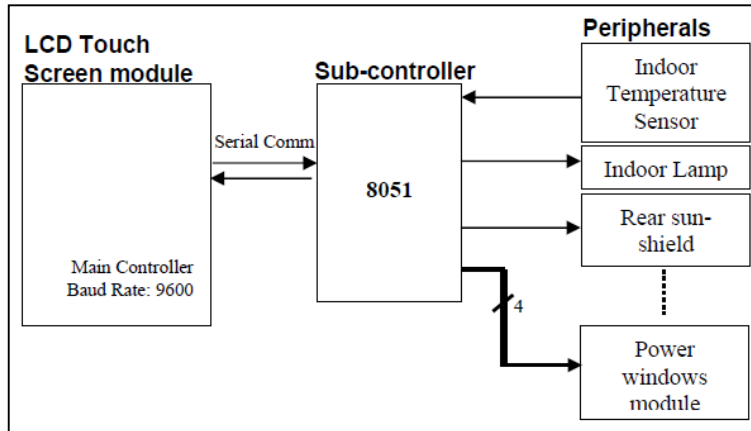 LCD Touch
Screen module
Main Controller
Baud Rate: 9600
Serial Comm
Sub-controller
8051
4
Peripherals
Indoor
Temperature
Sensor
Indoor Lamp
Rear sun-
shield
Power
windows
module